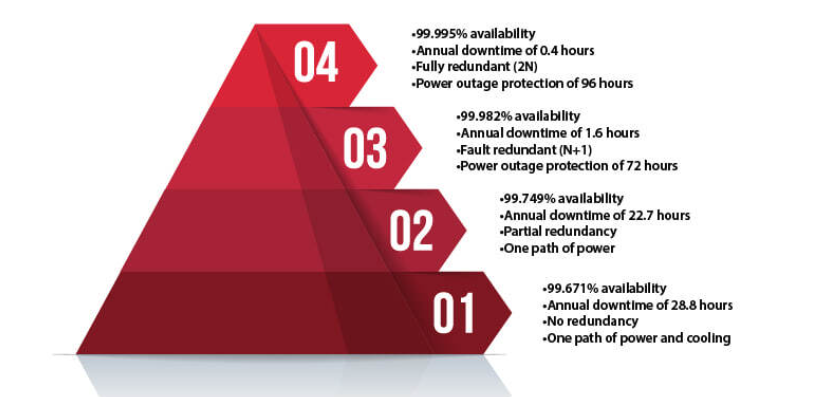 04
•99.995% availability
•Annual downtime of 0.4 hours
•Fully redundant (2N)
•Power outage protection of 96 hours
03
•99.982% availability
•Annual downtime of 1.6 hours
•Fault redundant (N+1)
•Power outage protection of 72 hours
02
•99.749% availability
•Annual downtime of 22.7 hours
•Partial redundancy
•One path of power
01
•99.671% availability
•Annual downtime of 28.8 hours
•No redundancy
•One path of power and cooling